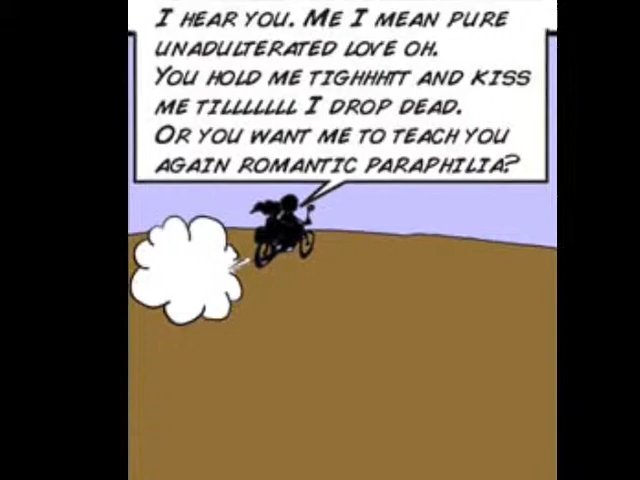 I HEAR YOU. ME I MEAN PURE
UNADULTERATED LOVE OH.
YOU HOLD ME TIGHHHTT AND KISS
ME TILLLLLLL I DROP DEAD.
OR YOU WANT ME TO TEACH YOU
AGAIN ROMANTIC PARAPHILIA?